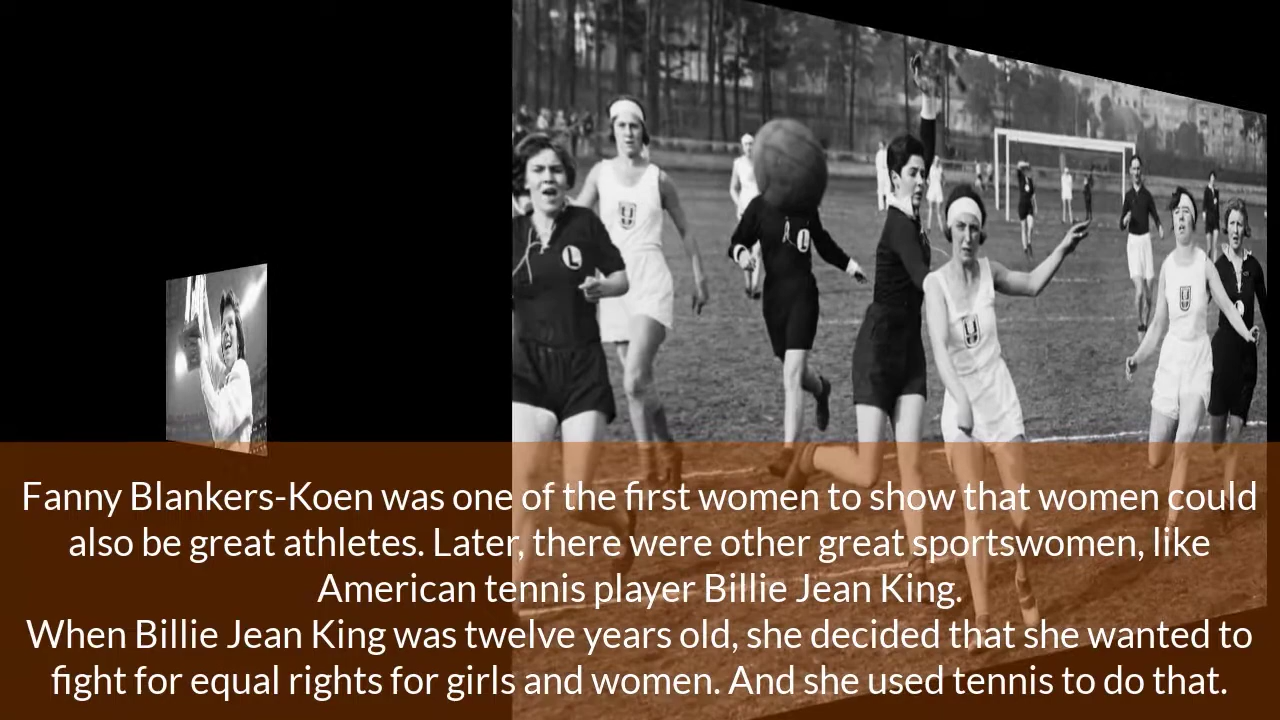 L
L
Fanny Blankers-Koen was one of the first women to show that women could
also be great athletes. Later, there were other great sportswomen, like
American tennis player Billie Jean King.
When Billie Jean King was twelve years old, she decided that she wanted to
fight for equal rights for girls and women. And she used tennis to do that.